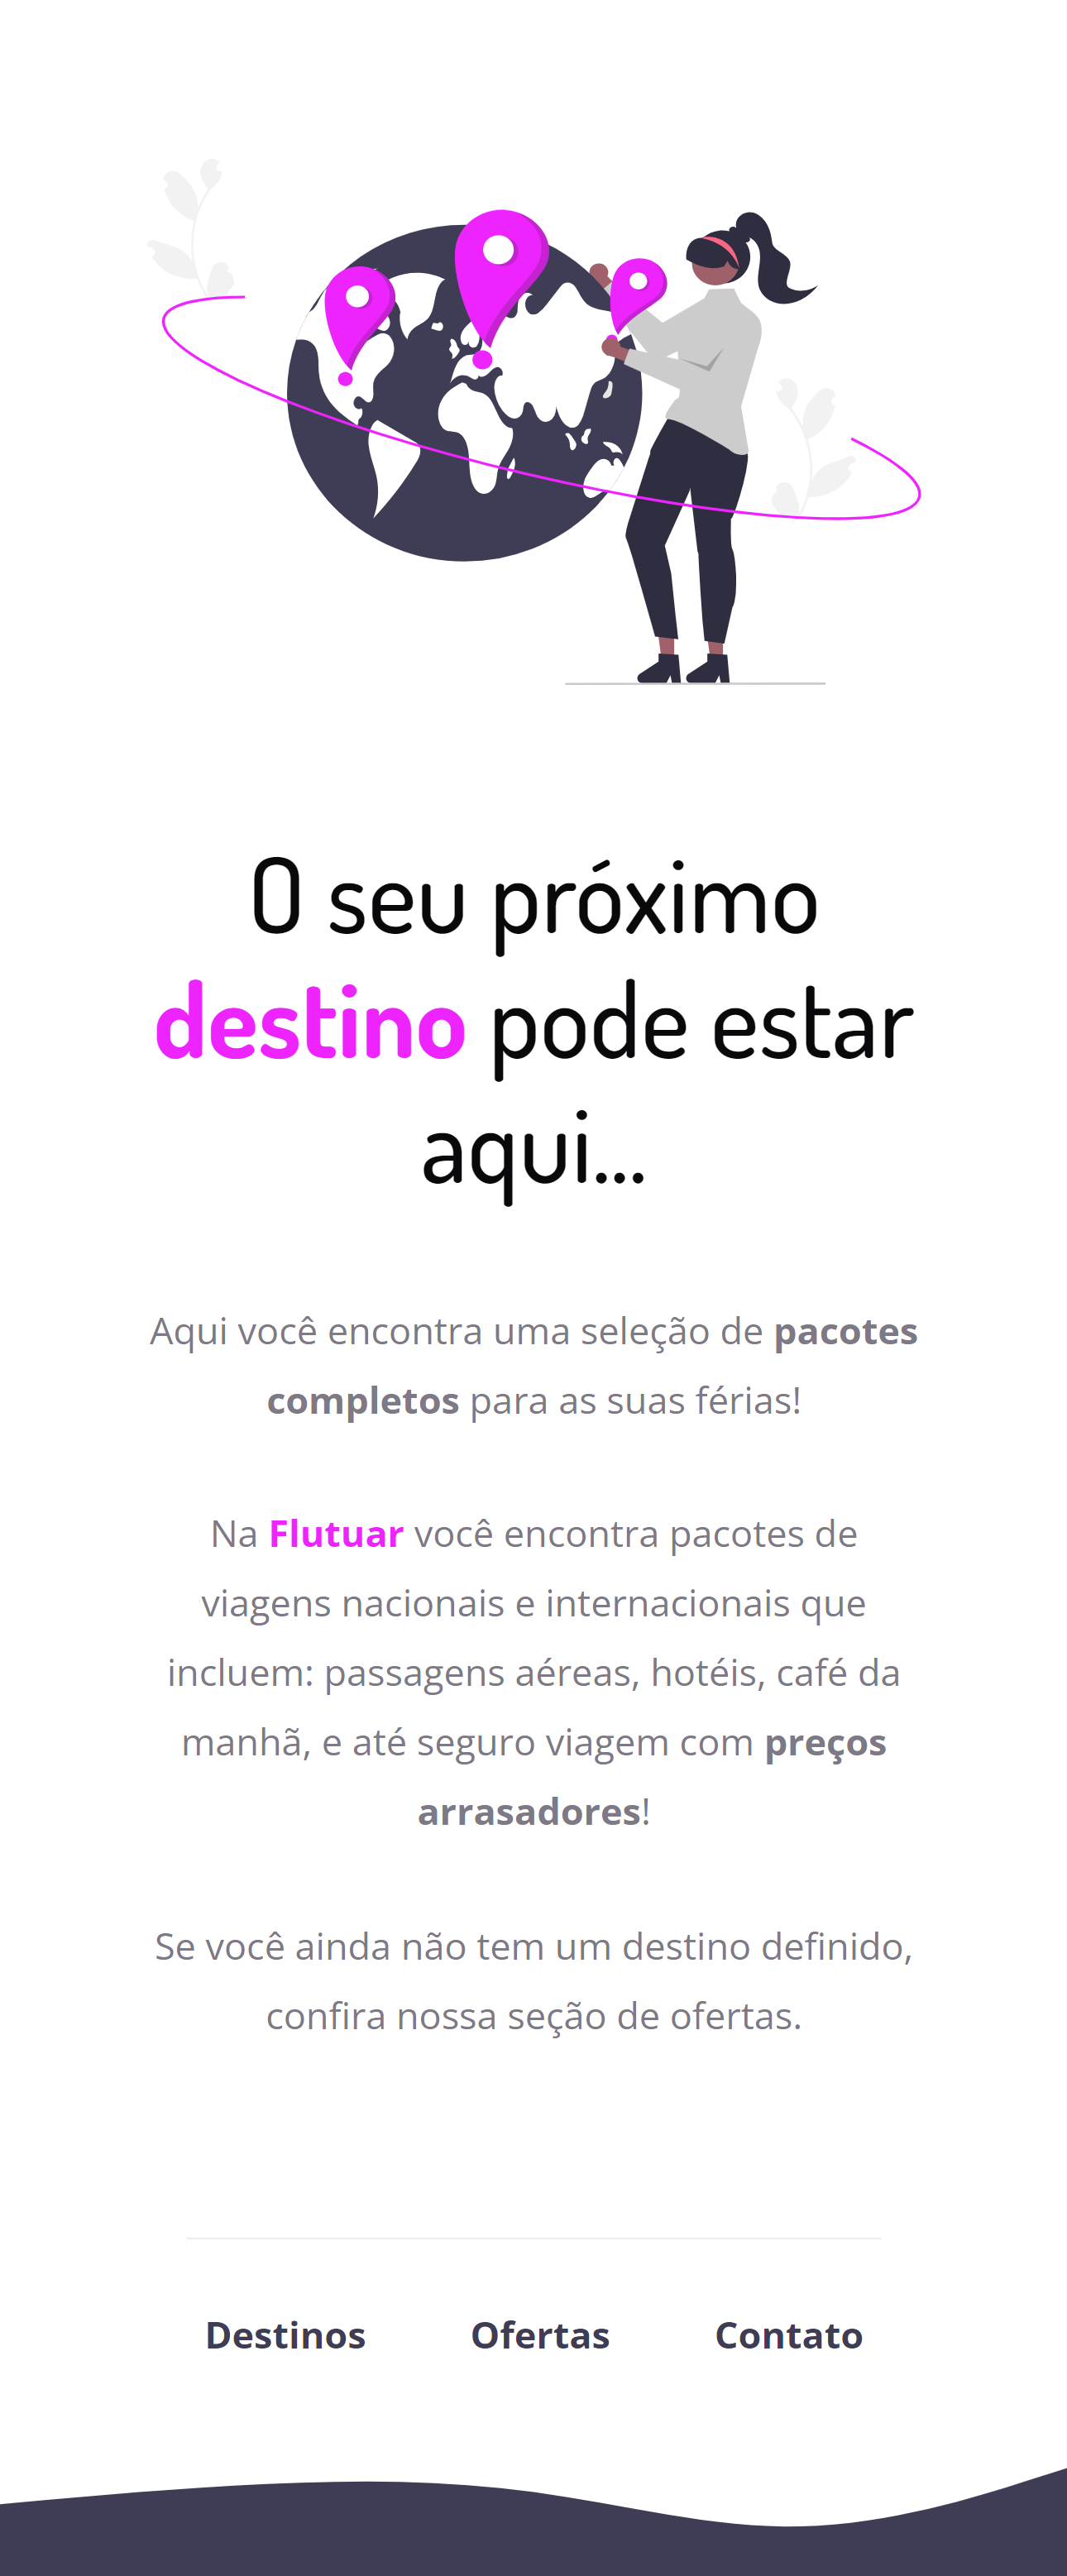 O seu próximo
destino pode estar
aqui...
Aqui você encontra uma seleção de pacotes
completos para as suas férias!
Na Flutuar você encontra pacotes de
viagens nacionais e internacionais que
incluem: passagens aéreas, hotéis, café da
manhã, e até seguro viagem com preços
arrasadores!
Se você ainda não tem um destino definido,
confira nossa seção de ofertas.
Destinos Ofertas Contato